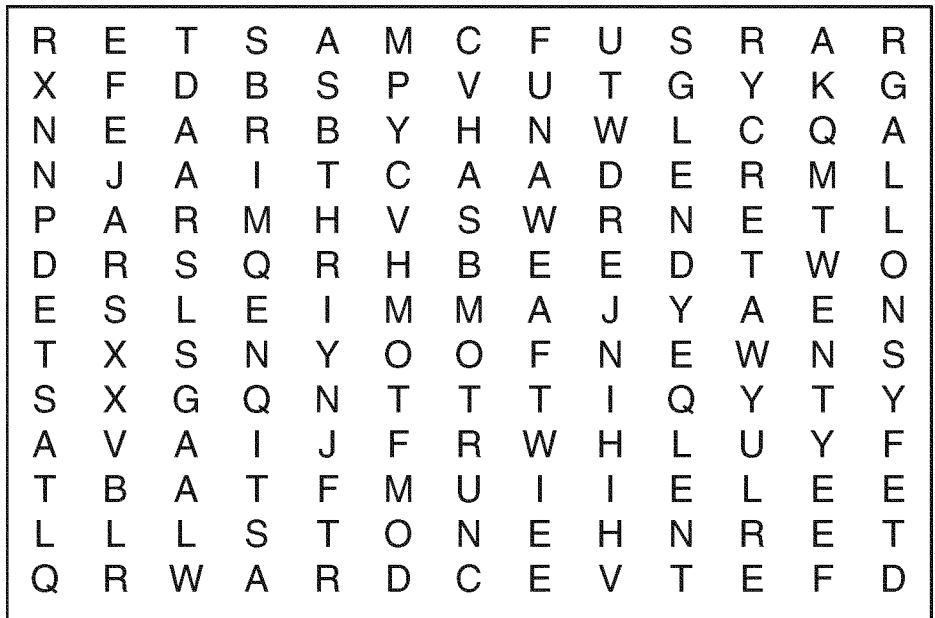 R E T S A M C F U S R A R
X F D B S P V U T G Y K G
N E A R B Y H N W L C Q A
N J A I T C A A D E R M L
P A R M H V S W R N E T L
D R S Q R H B E E D T W O
E S L E I M M A J Y A E N
T X S N Y O O F N E W N S
S X G Q N T T T I Q Y T Y
A V A I J F R W H L U Y F
T B A T F M U I I E L E E
L L L S T O N E H N R E T
Q R W A R D C E V T E F D